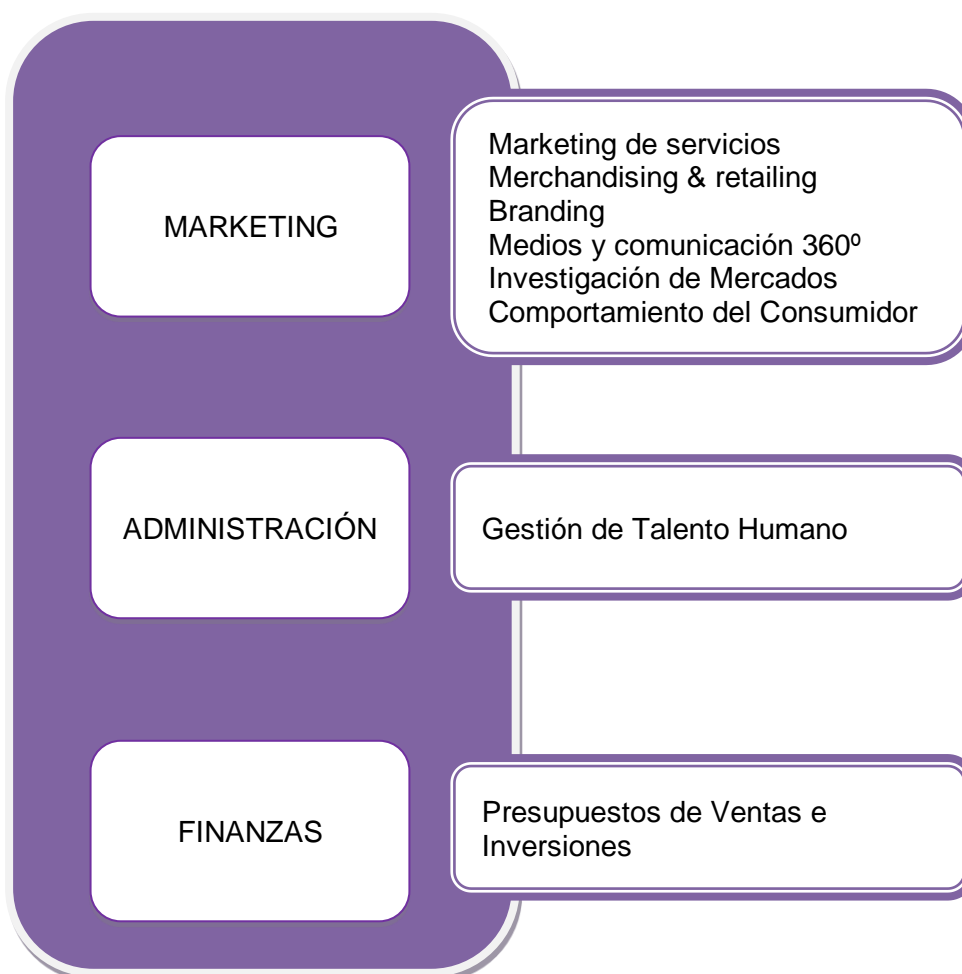 MARKETING
Marketing de servicios
Merchandising & retailing
Branding
Medios y comunicación 360º
Investigación de Mercados
Comportamiento del Consumidor
ADMINISTRACIÓN
Gestión de Talento Humano
FINANZAS
Presupuestos de Ventas e
Inversiones